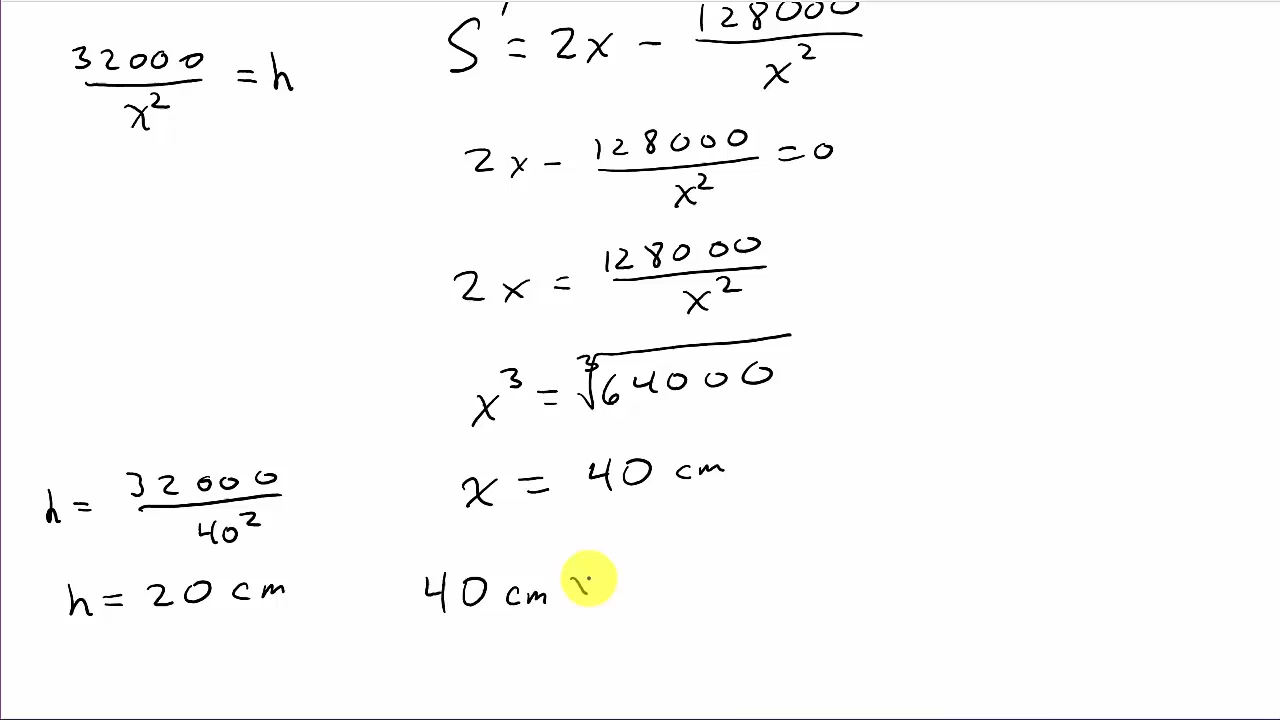 32000/x² = h
S' = 2x - 128000/x²
2x - 128000/x² = 0
2x = 128000/x²
x³ = ∛64000
x = 40 cm
h = 32000/40²
h = 20 cm
40 cm